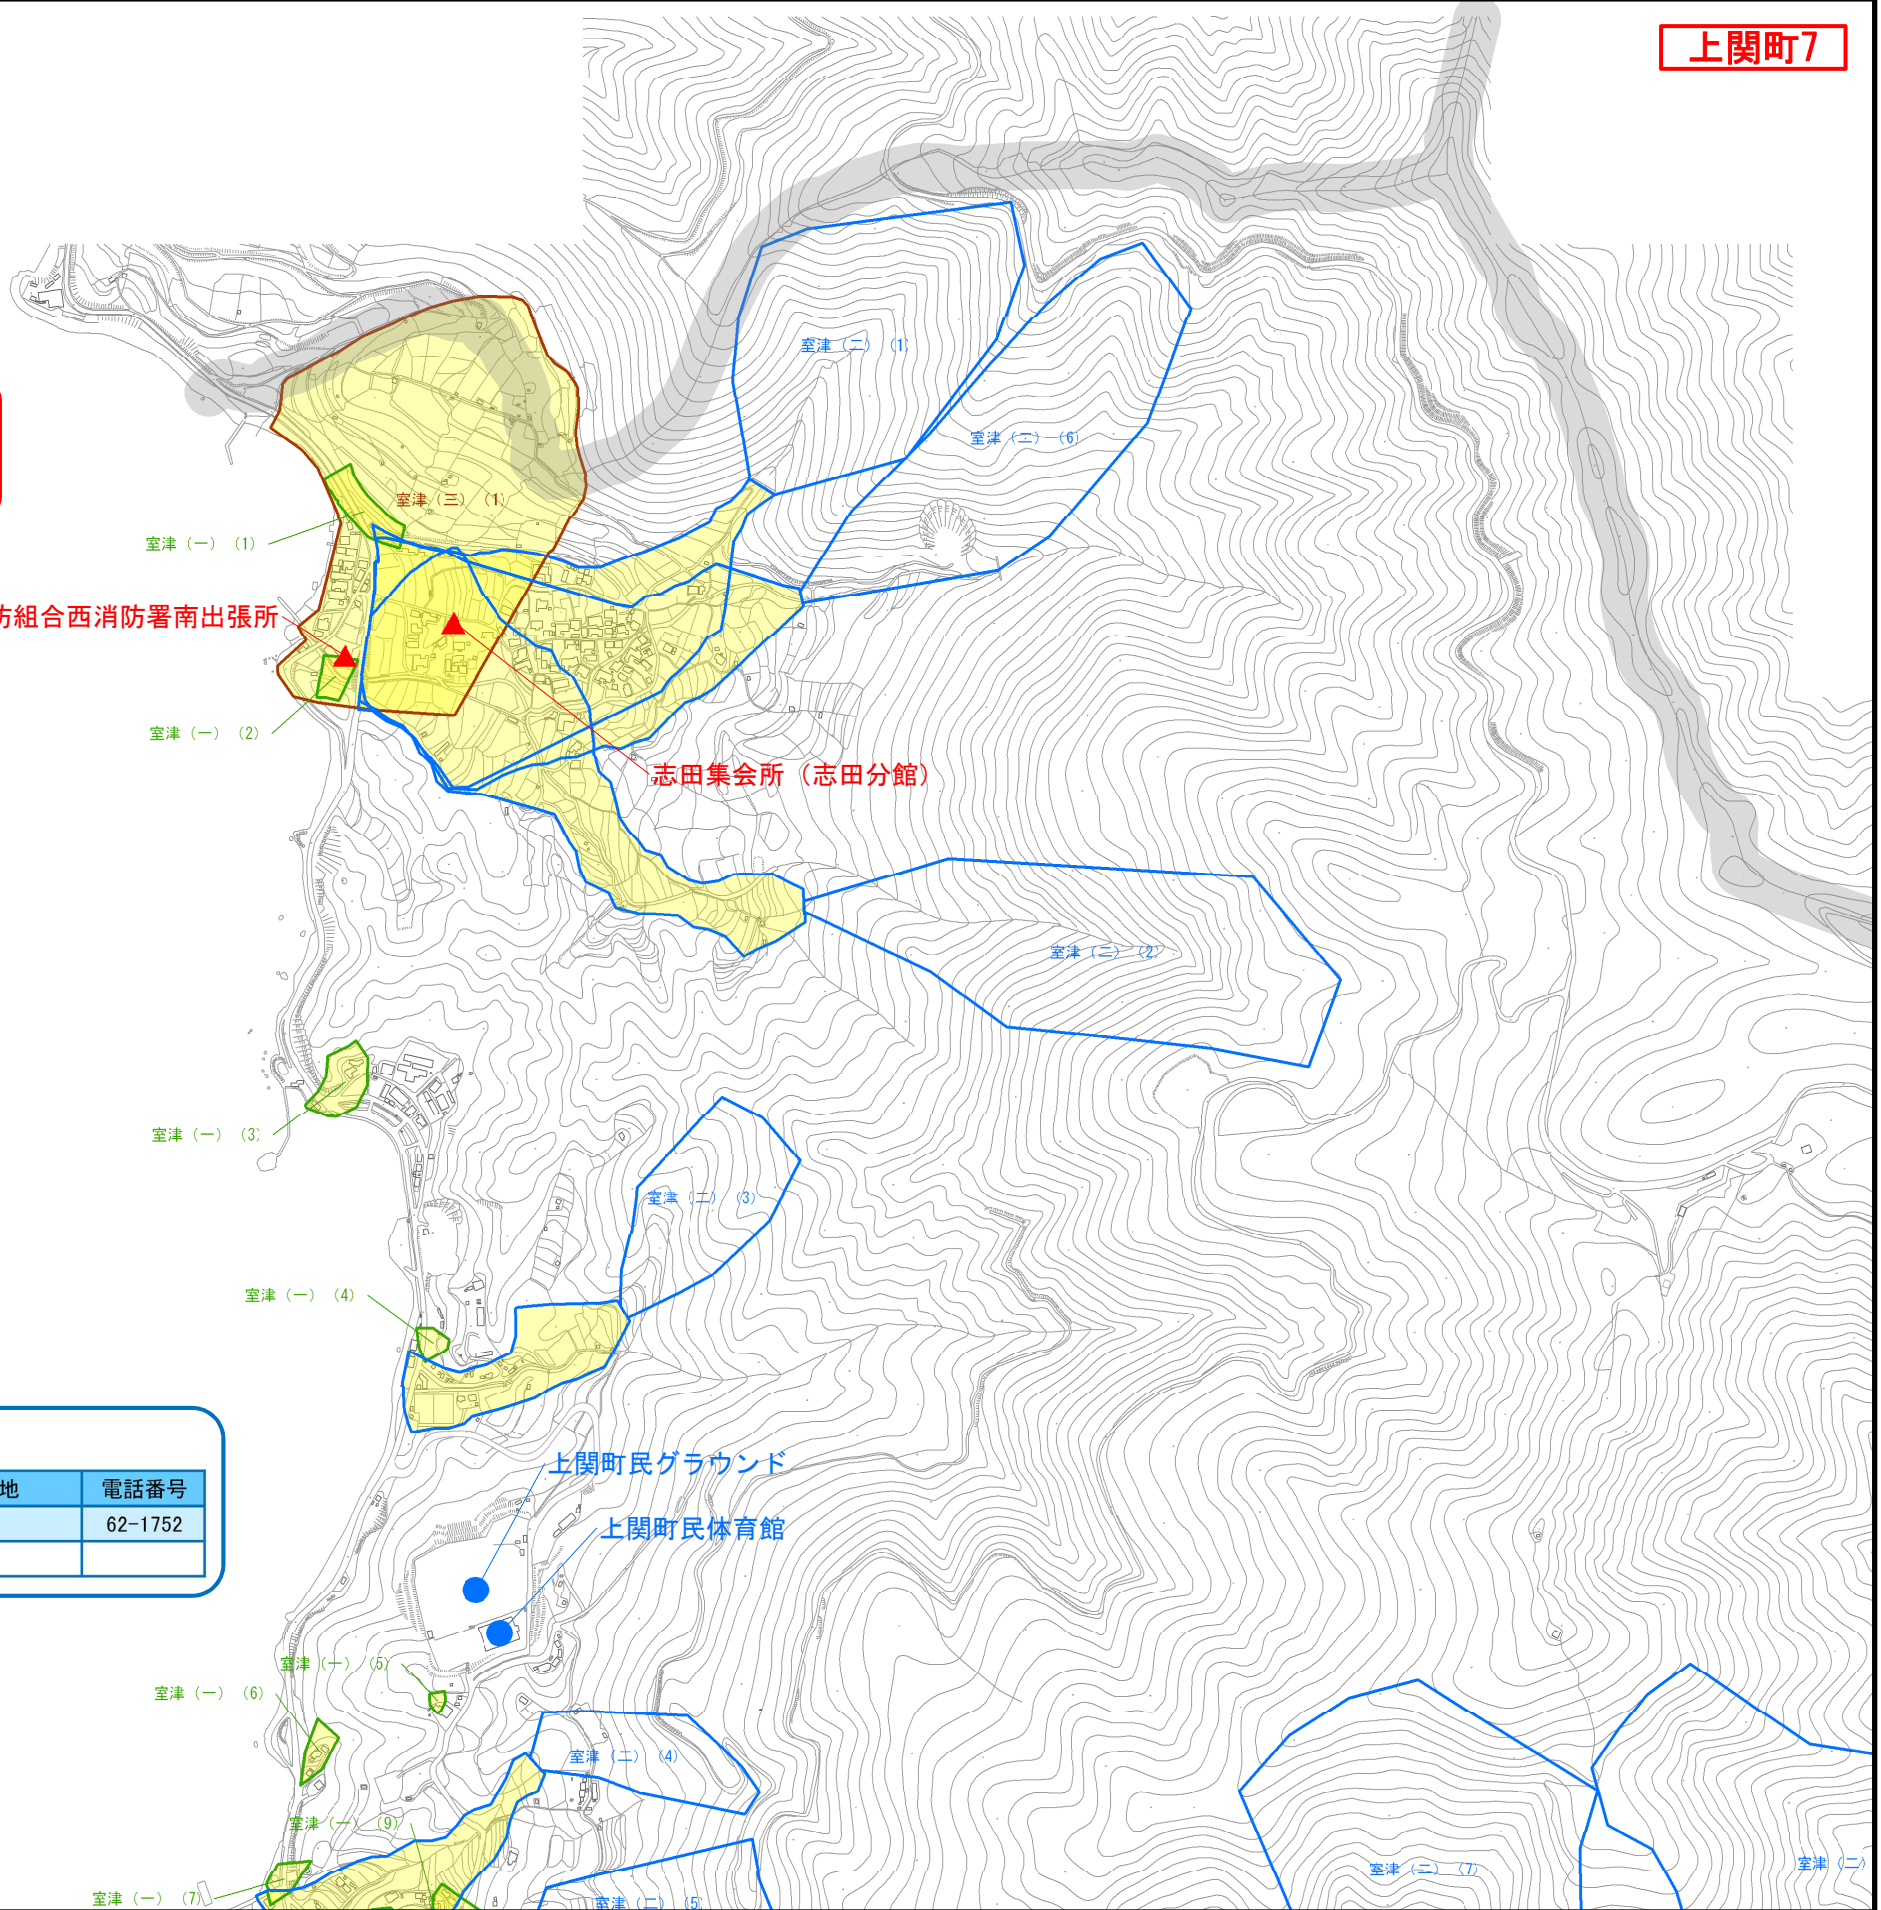 上関町7
室津（二）（1）
室津（二）（6）
室津（三）（1）
室津（一）（1）
防組合西消防署南出張所
室津（一）（2）
志田集会所（志田分館）
室津（二）（2）
室津（一）（3）
室津（二）（3）
室津（一）（4）
上関町民グラウンド
地 電話番号
62-1752
上関町民体育館
室津（一）（5）
室津（一）（6）
室津（二）（4）
室津（一）（9）
室津（二）（7）
室津（二）
室津（一）（7）
室津（二）（5）